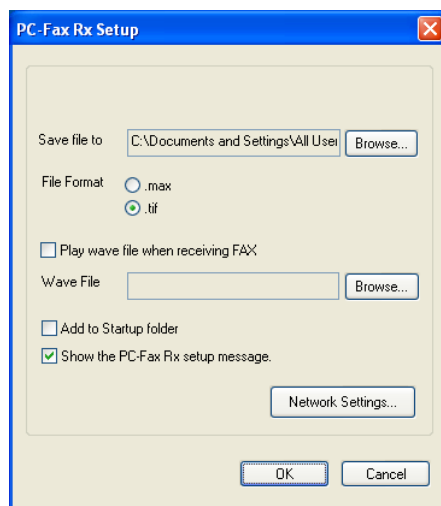 PC-Fax Rx Setup
Save file to C:\Documents and Settings\All User Browse...
File Format .max
.tif
Play wave file when receiving FAX
Wave File Browse...
Add to Startup folder
Show the PC-Fax Rx setup message.
Network Settings...
OK Cancel